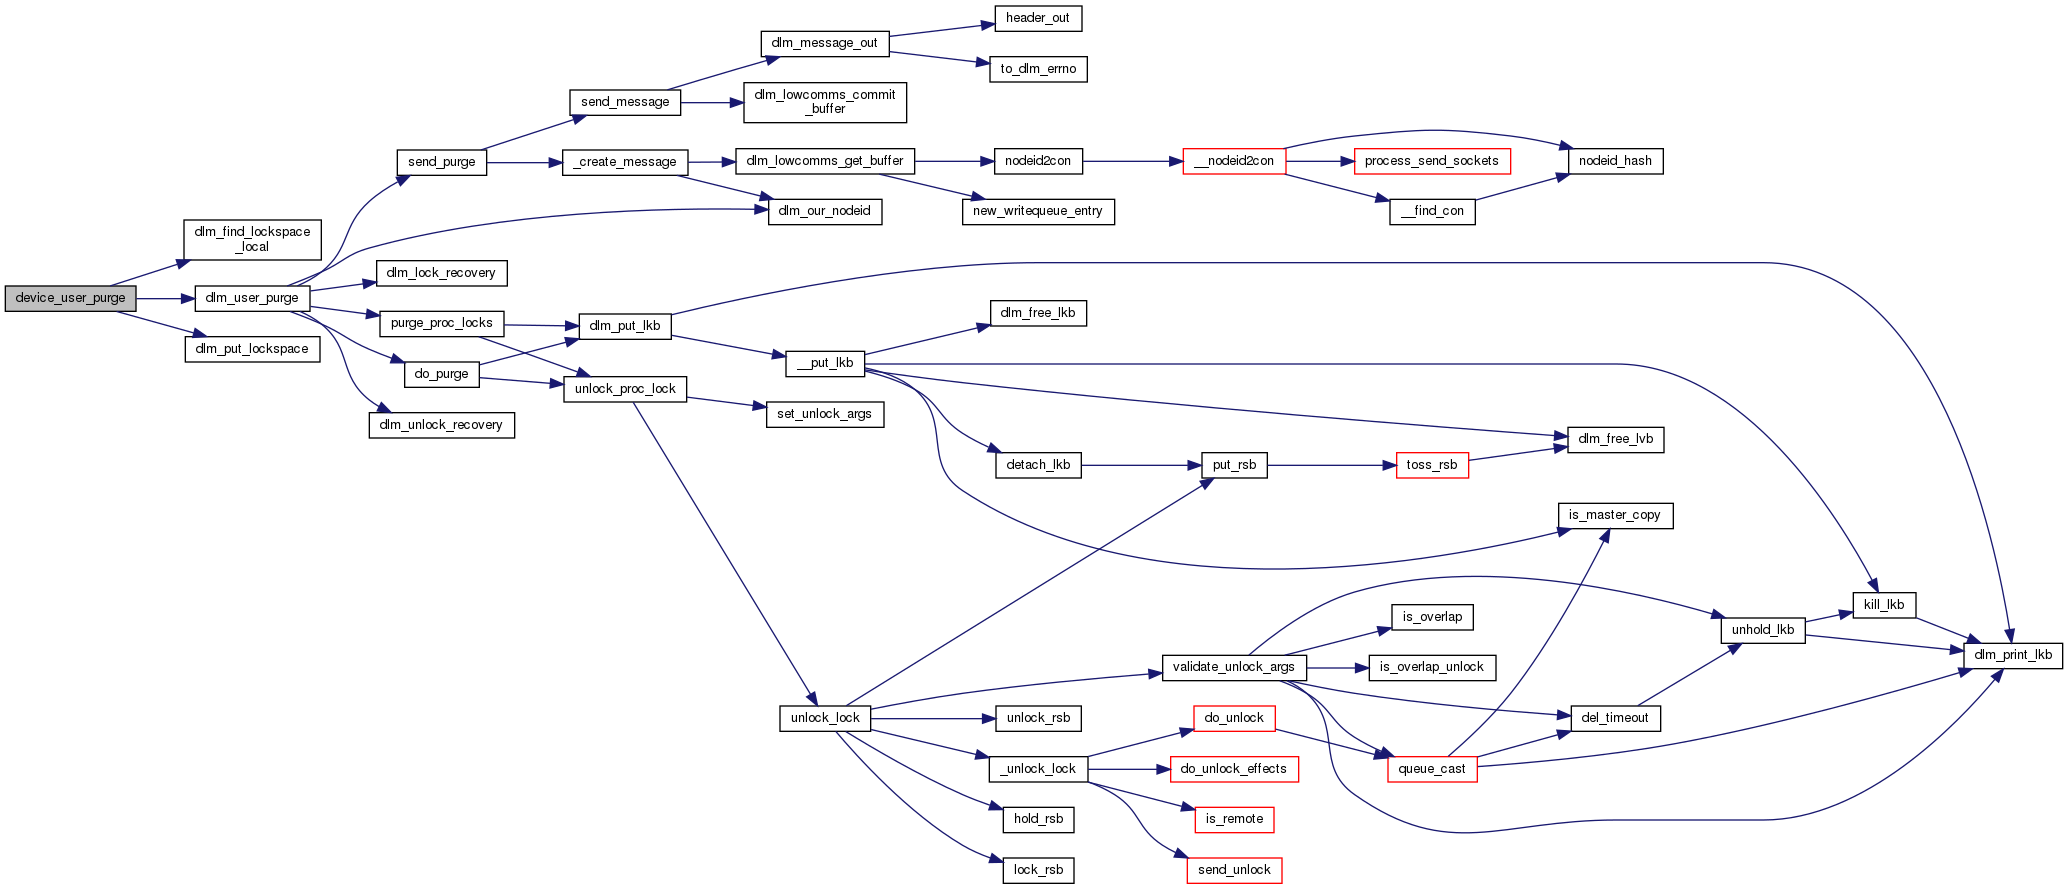 header_out
dlm_message_out
to_dlm_errno
send_message
dlm_lowcomms_commit
_buffer
send_purge
_create_message
dlm_lowcomms_get_buffer
nodeid2con
__nodeid2con
process_send_sockets
nodeid_hash
dlm_our_nodeid
new_writequeue_entry
__find_con
dlm_find_lockspace
_local
dlm_lock_recovery
device_user_purge
dlm_user_purge
dlm_free_lkb
purge_proc_locks
dlm_put_lkb
dlm_put_lockspace
__put_lkb
do_purge
unlock_proc_lock
set_unlock_args
dlm_unlock_recovery
dlm_free_lvb
detach_lkb
put_rsb
toss_rsb
is_master_copy
kill_lkb
is_overlap
unhold_lkb
dlm_print_lkb
validate_unlock_args
is_overlap_unlock
unlock_lock
unlock_rsb
do_unlock
del_timeout
_unlock_lock
do_unlock_effects
queue_cast
hold_rsb
is_remote
lock_rsb
send_unlock